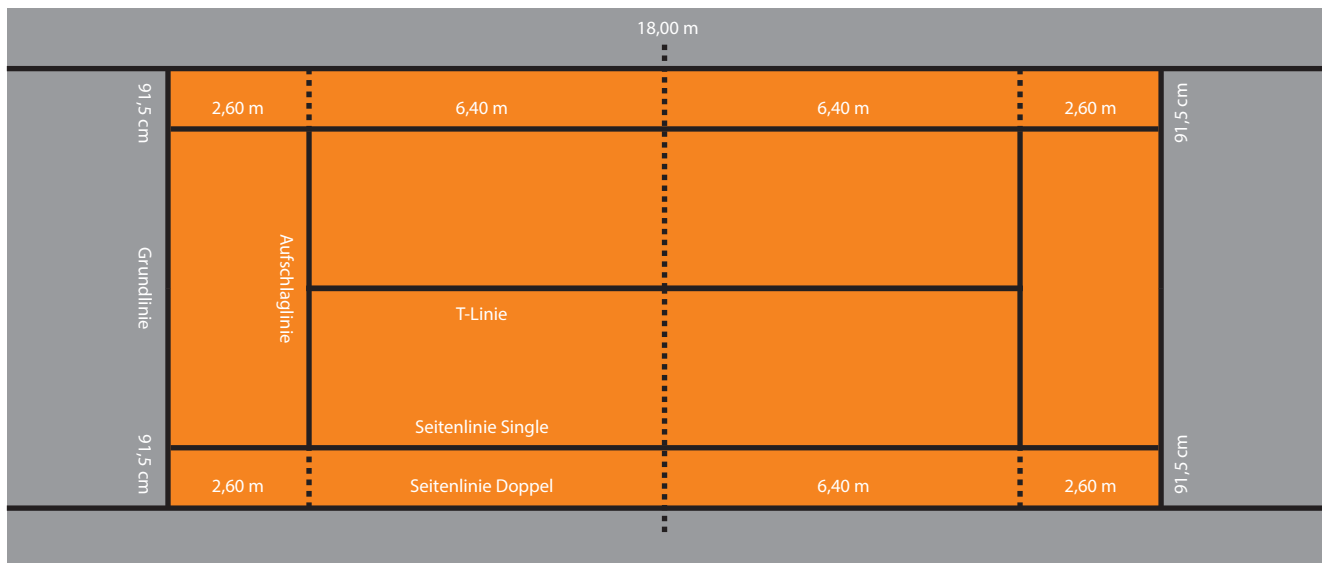 18,00 m
91,5 cm
2,60 m
6,40 m
6,40 m
2,60 m
91,5 cm
Grundlinie
Aufschlaglinie
T-Linie
Seitenlinie Single
91,5 cm
2,60 m
Seitenlinie Doppel
6,40 m
2,60 m
91,5 cm